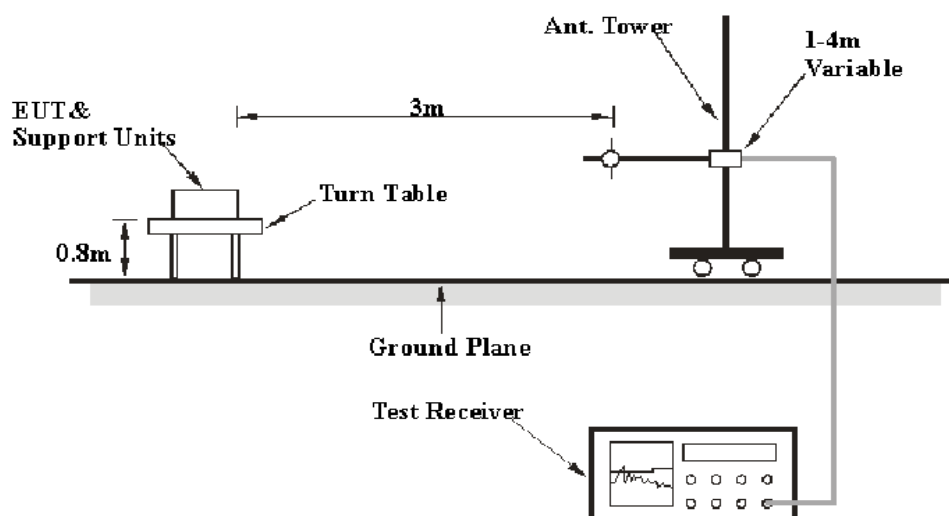 Ant. Tower
1-4m
Variable
EUT&
Support Units
3m
Turn Table
0.8m
Ground Plane
Test Receiver